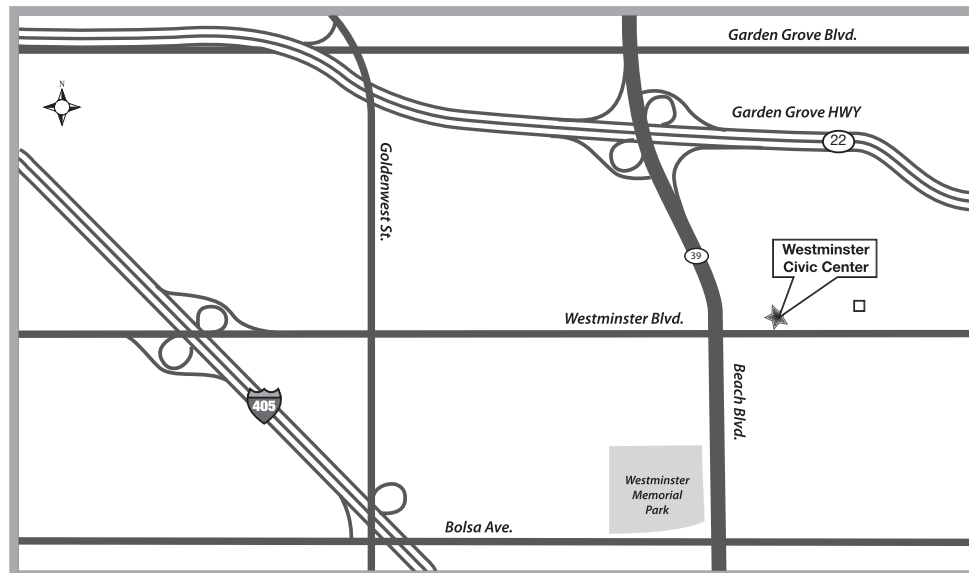 Garden Grove Blvd.
N
Garden Grove HWY
22
Goldenwest St.
39
Westminster
Civic Center
Westminster Blvd.
Beach Blvd.
405
Westminster
Memorial
Park
Bolsa Ave.